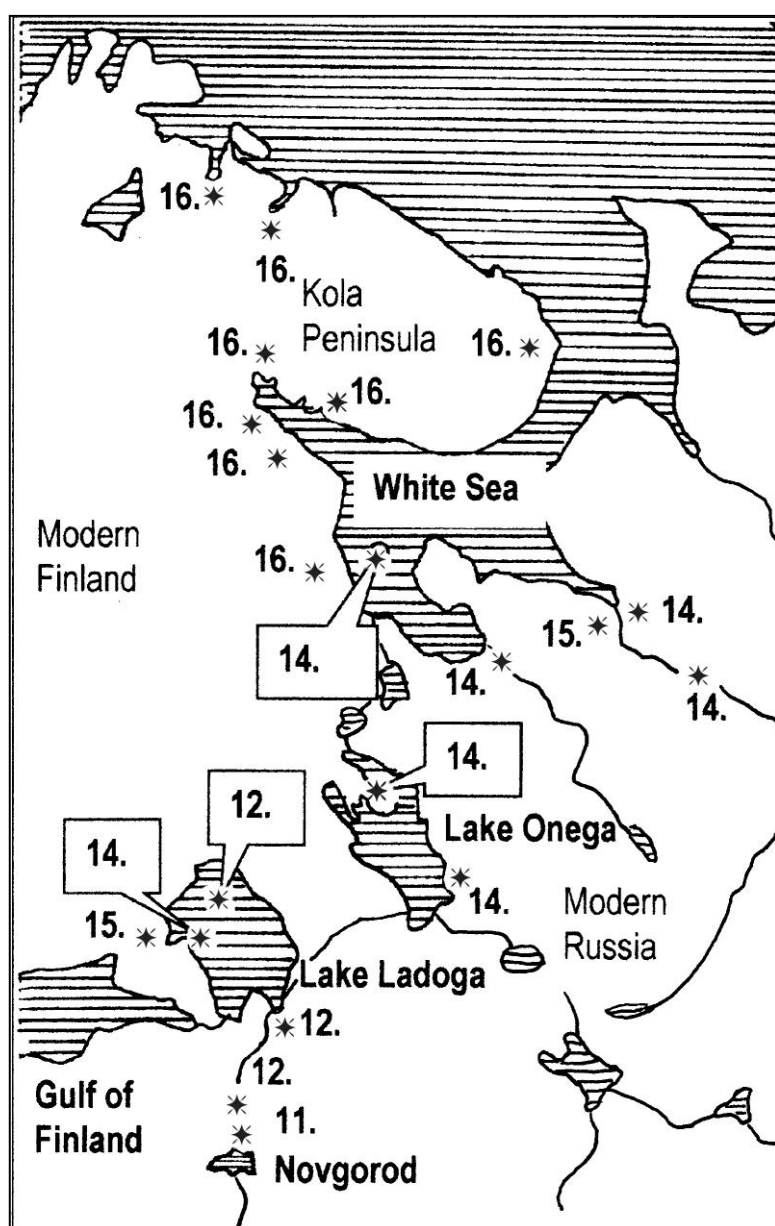 16.
16.
Kola
Peninsula
16.
16.
16.
16.
16.
White Sea
Modern
Finland
16.
14.
15.
14.
14.
14.
14.
12.
Lake Onega
14.
14.
Modern
Russia
15.
Lake Ladoga
12.
12.
Gulf of
Finland
11.
Novgorod